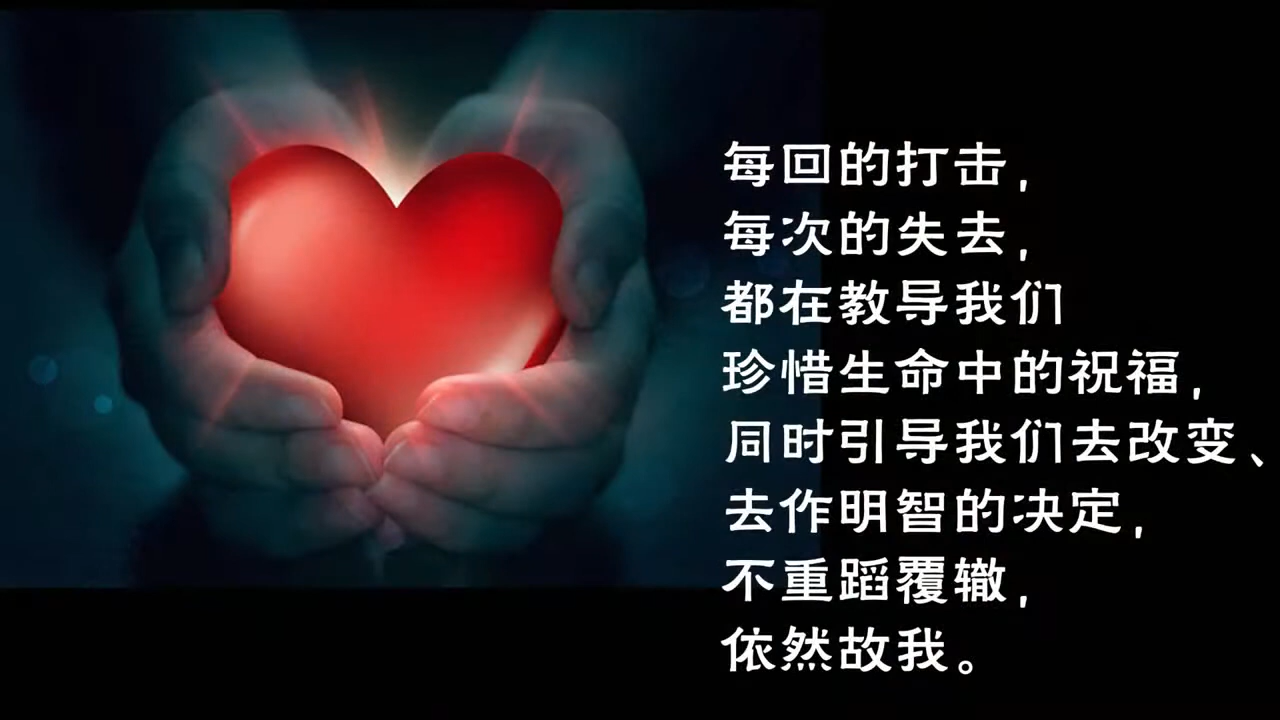 每回的打击，
每次的失去，
都在教导我们
珍惜生命中的祝福，
同时引导我们去改变、
去作明智的决定，
不重蹈覆辙，
依然故我。